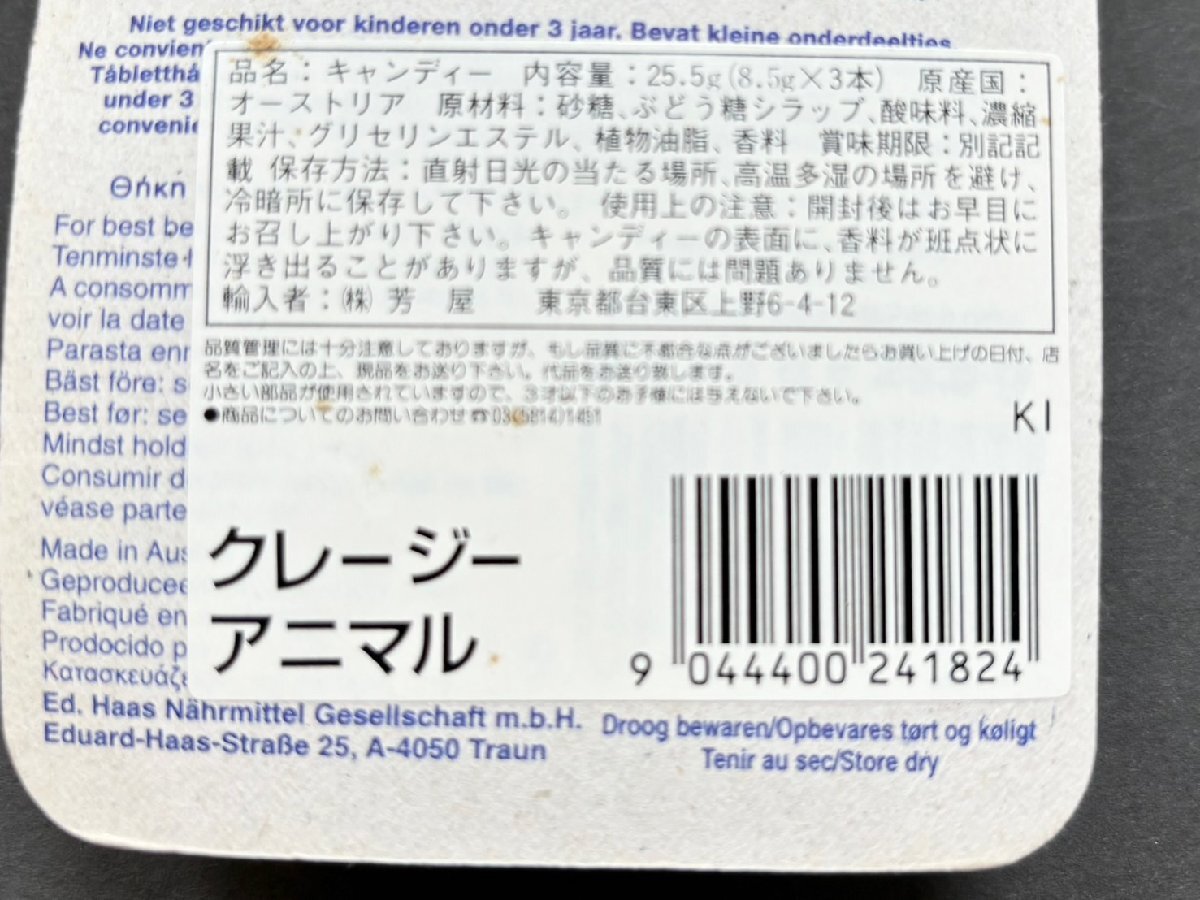 Niet geschikt voor kinderen onder 3 jaar. Bevat kleine onderdeeltjes
Ne convien
Tåbletthå
under 3
convenie
品名：キャンディー 内容量：25.5g(8.5g×3本) 原産国：
オーストリア 原材料：砂糖、ぶどう糖シラップ、酸味料、濃縮
果汁、グリセリンエステル、植物油脂、香料 賞味期限：別記記
載 保存方法：直射日光の当たる場所、高温多湿の場所を避け、
冷暗所に保存して下さい。 使用上の注意：開封後はお早目に
お召し上がり下さい。キャンディーの表面に、香料が斑点状に
浮き出ることがありますが、品質には問題ありません。
輸入者：㈱ 芳 屋 東京都台東区上野6-4-12
品質管理には十分注意しておりますが、もし品質に不都合な点がございましたらお買い上げの日付、店
名をご記入の上、現品をお送り下さい。代品をお送り致します。
小さい部品が使用されていますので、3才以下のお子様には与えないで下さい。
●商品についてのお問い合わせ☎03(5814)1451
KI
Θήκη
For best be
Tenminste
A consomm
voir la date
Parasta enn
Bäst före: s
Best før: se
Mindst hold
Consumir d
véase parte
Made in Aus
Geproducee
Fabriqué en
Prodocido p
Κατασκευάζε
クレージー
アニマル
9 044400 241824
Ed. Haas Nährmittel Gesellschaft m.b.H.
Eduard-Haas-Straße 25, A-4050 Traun
Droog bewaren/Opbevares tørt og køligt
Tenir au sec/Store dry